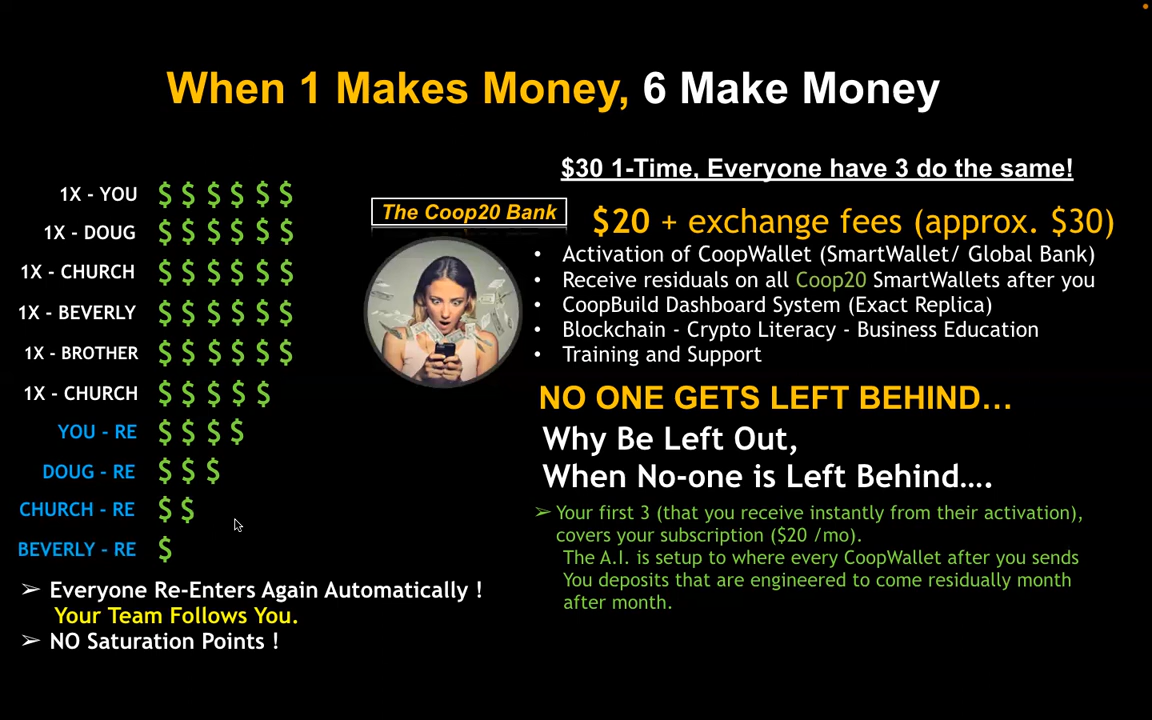 When 1 Makes Money, 6 Make Money
1X - YOU $ $ $ $ $ $
1X - DOUG $ $ $ $ $ $
1X - CHURCH $ $ $ $ $ $
1X - BEVERLY $ $ $ $ $ $
1X - BROTHER $ $ $ $ $ $
1X - CHURCH $ $ $ $ $
YOU - RE $ $ $ $
DOUG - RE $ $ $
CHURCH - RE $ $
BEVERLY - RE $
➢ Everyone Re-Enters Again Automatically !
Your Team Follows You.
➢ NO Saturation Points !
The Coop20 Bank
$30 1-Time, Everyone have 3 do the same!
$20 + exchange fees (approx. $30)
• Activation of CoopWallet (SmartWallet/ Global Bank)
• Receive residuals on all Coop20 SmartWallets after you
• CoopBuild Dashboard System (Exact Replica)
• Blockchain - Crypto Literacy - Business Education
• Training and Support
NO ONE GETS LEFT BEHIND...
Why Be Left Out,
When No-one is Left Behind....
➢ Your first 3 (that you receive instantly from their activation),
covers your subscription ($20 /mo).
The A.I. is setup to where every CoopWallet after you sends
You deposits that are engineered to come residually month
after month.